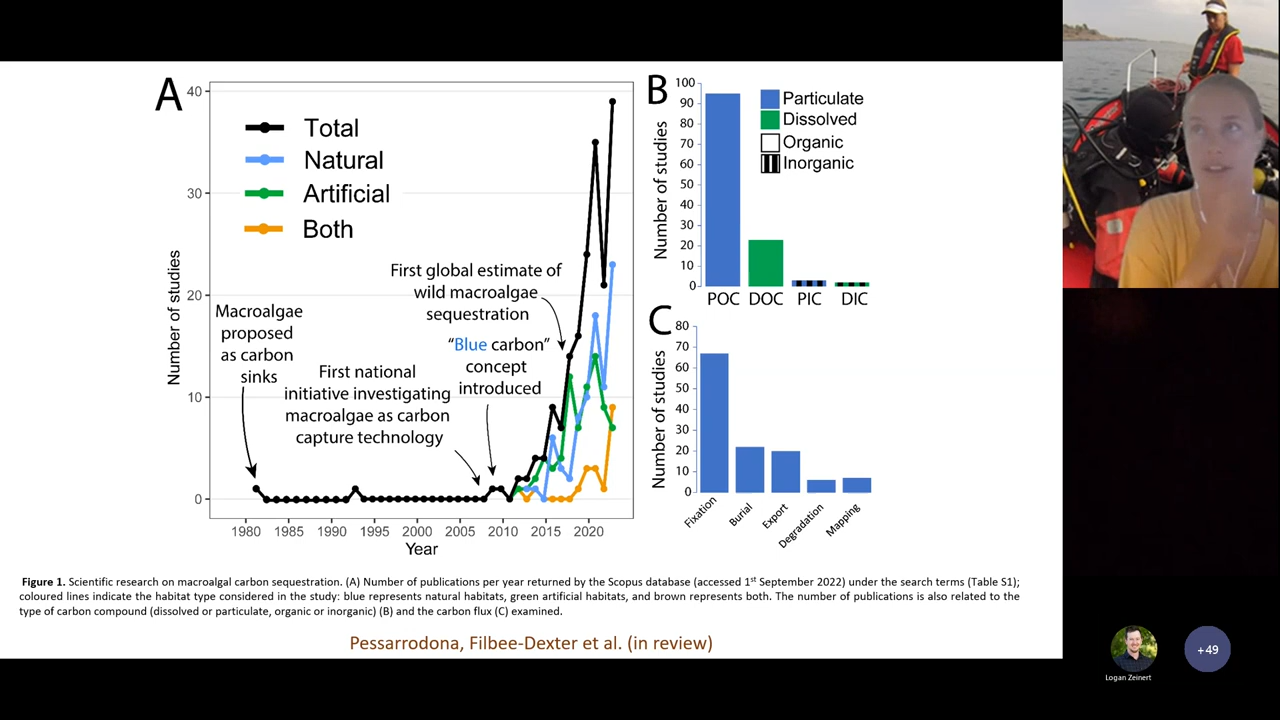 A
40
30
20
10
0
Number of studies
Total
Natural
Artificial
Both
Macroalgae
proposed
as carbon
sinks
First national
initiative investigating
macroalgae as carbon
capture technology
"Blue carbon"
concept
introduced
First global estimate of
wild macroalgae
sequestration
1980 1985 1990 1995 2000 2005 2010 2015 2020
Year
B
100
90
80
70
60
50
40
30
20
10
0
Number of studies
Particulate
Dissolved
Organic
Inorganic
POC DOC PIC DIC
C
80
70
60
50
40
30
20
10
0
Number of studies
Fixation
Burial
Export
Degradation
Mapping
Figure 1. Scientific research on macroalgal carbon sequestration. (A) Number of publications per year returned by the Scopus database (accessed 1st September 2022) under the search terms (Table S1);
coloured lines indicate the habitat type considered in the study: blue represents natural habitats, green artificial habitats, and brown represents both. The number of publications is also related to the
type of carbon compound (dissolved or particulate, organic or inorganic) (B) and the carbon flux (C) examined.
Pessarrodona, Filbee-Dexter et al. (in review)
+49
Logan Zeinert